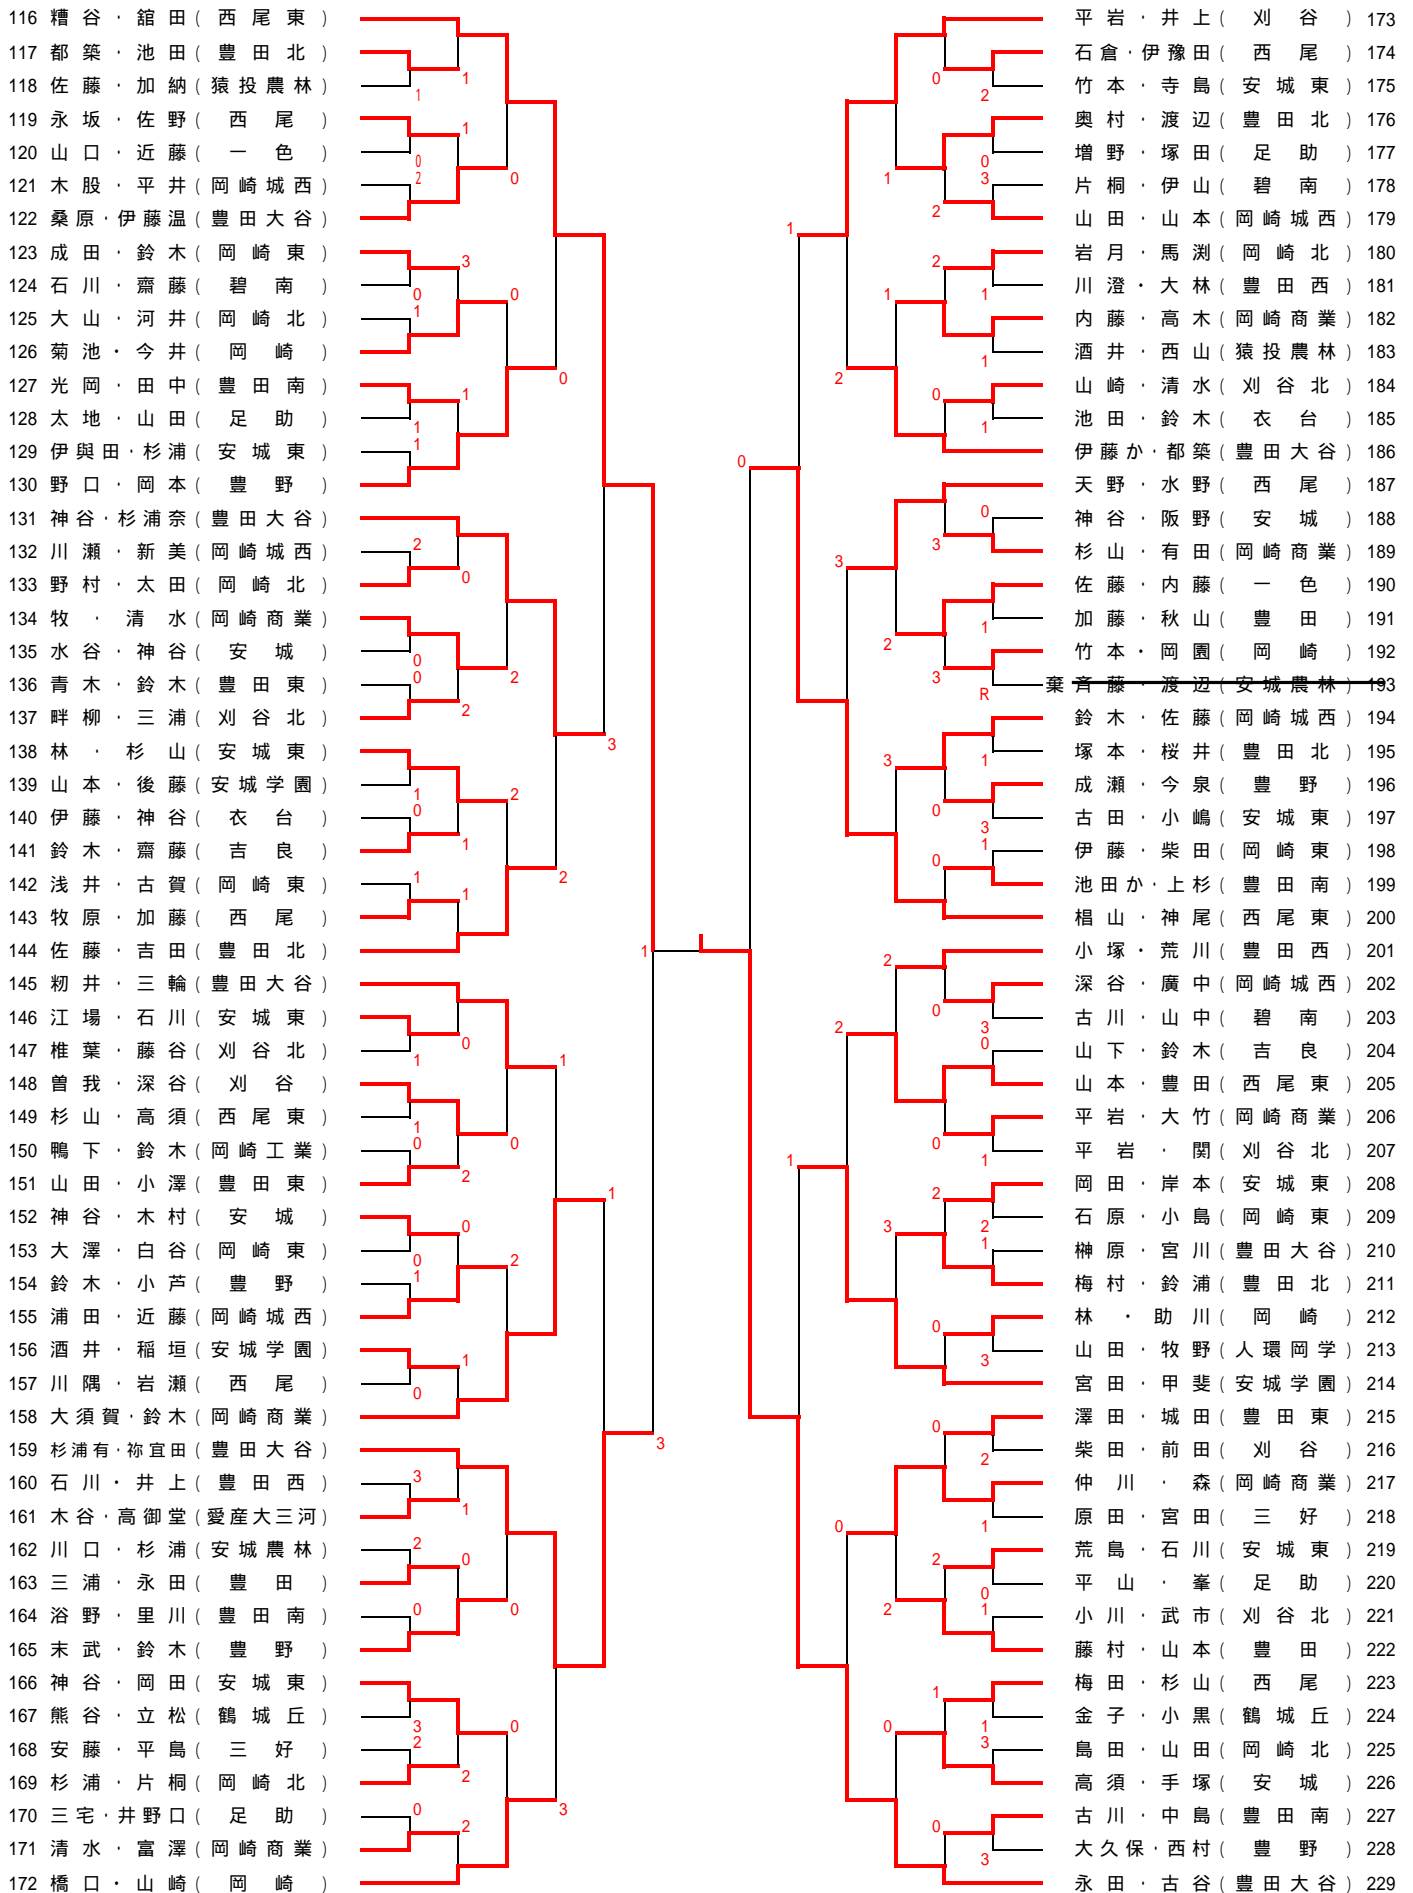 116 糟谷・舘田(西尾東)
117 都築・池田(豊田北)
118 佐藤・加納(猿投農林)
119 永坂・佐野(西尾)
120 山口・近藤(一色)
121 木股・平井(岡崎城西)
122 桑原・伊藤温(豊田大谷)
123 成田・鈴木(岡崎東)
124 石川・齋藤(碧南)
125 大山・河井(岡崎北)
126 菊池・今井(岡崎)
127 光岡・田中(豊田南)
128 太地・山田(足助)
129 伊與田・杉浦(安城東)
130 野口・岡本(豊野)
131 神谷・杉浦奈(豊田大谷)
132 川瀬・新美(岡崎城西)
133 野村・太田(岡崎北)
134 牧・清水(岡崎商業)
135 水谷・神谷(安城)
136 青木・鈴木(豊田東)
137 畔柳・三浦(刈谷北)
138 林・杉山(安城東)
139 山本・後藤(安城学園)
140 伊藤・神谷(衣台)
141 鈴木・齋藤(吉良)
142 浅井・古賀(岡崎東)
143 牧原・加藤(西尾)
144 佐藤・吉田(豊田北)
145 籾井・三輪(豊田大谷)
146 江場・石川(安城東)
147 椎葉・藤谷(刈谷北)
148 曽我・深谷(刈谷)
149 杉山・高須(西尾東)
150 鴨下・鈴木(岡崎工業)
151 山田・小澤(豊田東)
152 神谷・木村(安城)
153 大澤・白谷(岡崎東)
154 鈴木・小芦(豊野)
155 浦田・近藤(岡崎城西)
156 酒井・稲垣(安城学園)
157 川隅・岩瀬(西尾)
158 大須賀・鈴木(岡崎商業)
159 杉浦有・祢宜田(豊田大谷)
160 石川・井上(豊田西)
161 木谷・高御堂(愛産大三河)
162 川口・杉浦(安城農林)
163 三浦・永田(豊田)
164 浴野・里川(豊田南)
165 末武・鈴木(豊野)
166 神谷・岡田(安城東)
167 熊谷・立松(鶴城丘)
168 安藤・平島(三好)
169 杉浦・片桐(岡崎北)
170 三宅・井野口(足助)
171 清水・富澤(岡崎商業)
172 橋口・山崎(岡崎)
平岩・井上(刈谷) 173
石倉・伊豫田(西尾) 174
竹本・寺島(安城東) 175
奥村・渡辺(豊田北) 176
増野・塚田(足助) 177
片桐・伊山(碧南) 178
山田・山本(岡崎城西) 179
岩月・馬渕(岡崎北) 180
川澄・大林(豊田西) 181
内藤・高木(岡崎商業) 182
酒井・西山(猿投農林) 183
山崎・清水(刈谷北) 184
池田・鈴木(衣台) 185
伊藤か・都築(豊田大谷) 186
天野・水野(西尾) 187
神谷・阪野(安城) 188
杉山・有田(岡崎商業) 189
佐藤・内藤(一色) 190
加藤・秋山(豊田) 191
竹本・岡園(岡崎) 192
棄 斉藤・渡辺(安城農林) 193
鈴木・佐藤(岡崎城西) 194
塚本・桜井(豊田北) 195
成瀬・今泉(豊野) 196
古田・小嶋(安城東) 197
伊藤・柴田(岡崎東) 198
池田か・上杉(豊田南) 199
椙山・神尾(西尾東) 200
小塚・荒川(豊田西) 201
深谷・廣中(岡崎城西) 202
古川・山中(碧南) 203
山下・鈴木(吉良) 204
山本・豊田(西尾東) 205
平岩・大竹(岡崎商業) 206
平岩・関(刈谷北) 207
岡田・岸本(安城東) 208
石原・小島(岡崎東) 209
榊原・宮川(豊田大谷) 210
梅村・鈴浦(豊田北) 211
林・助川(岡崎) 212
山田・牧野(人環岡学) 213
宮田・甲斐(安城学園) 214
澤田・城田(豊田東) 215
柴田・前田(刈谷) 216
仲川・森(岡崎商業) 217
原田・宮田(三好) 218
荒島・石川(安城東) 219
平山・峯(足助) 220
小川・武市(刈谷北) 221
藤村・山本(豊田) 222
梅田・杉山(西尾) 223
金子・小黒(鶴城丘) 224
島田・山田(岡崎北) 225
高須・手塚(安城) 226
古川・中島(豊田南) 227
大久保・西村(豊野) 228
永田・古谷(豊田大谷) 229